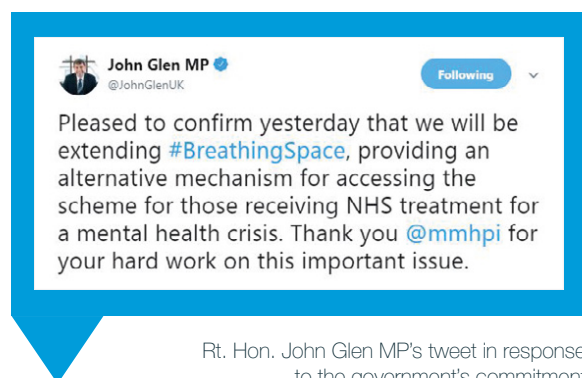 John Glen MP
@JohnGlenUK
Following
Pleased to confirm yesterday that we will be
extending #BreathingSpace, providing an
alternative mechanism for accessing the
scheme for those receiving NHS treatment for
a mental health crisis. Thank you @mmhpi for
your hard work on this important issue.
Rt. Hon. John Glen MP's tweet in response
to the government's commitment